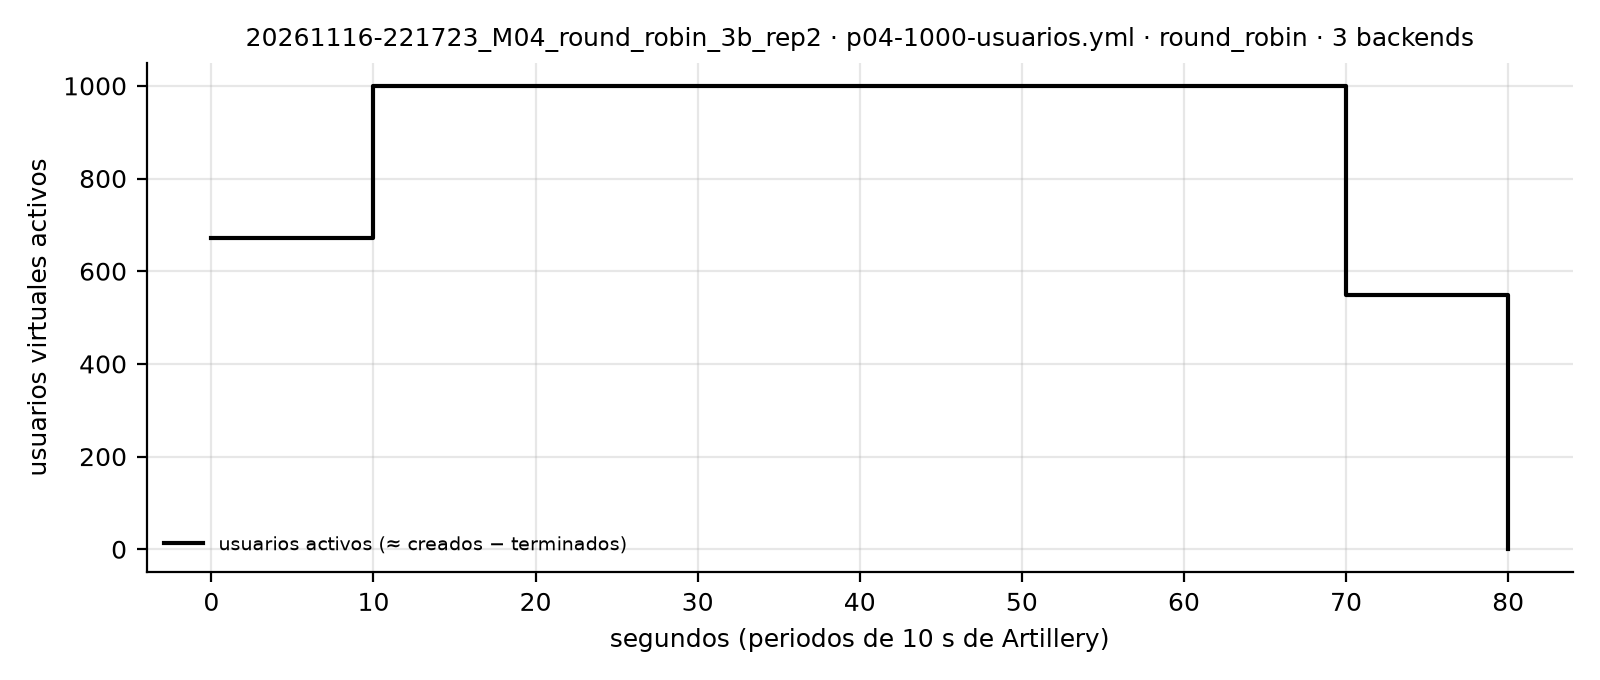 20261116-221723_M04_round_robin_3b_rep2 · p04-1000-usuarios.yml · round_robin · 3 backends
usuarios virtuales activos
1000
800
600
400
200
0
usuarios activos (≈ creados − terminados)
0 10 20 30 40 50 60 70 80
segundos (periodos de 10 s de Artillery)